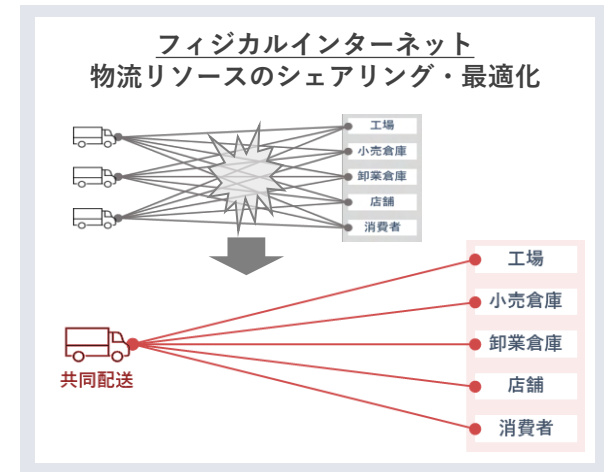 フィジカルインターネット
物流リソースのシェアリング・最適化
工場
小売倉庫
卸業倉庫
店舗
消費者
共同配送
工場
小売倉庫
卸業倉庫
店舗
消費者